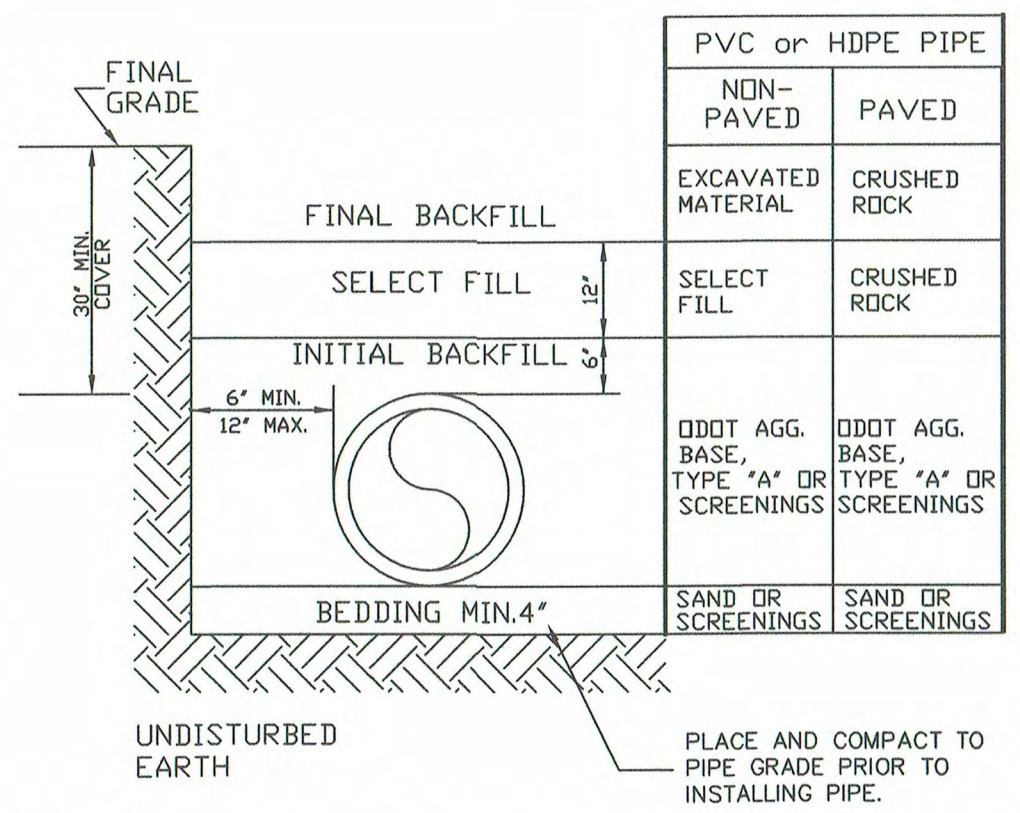 FINAL
GRADE
30" MIN.
COVER
FINAL BACKFILL
SELECT FILL
12"
INITIAL BACKFILL
6"
6" MIN.
12" MAX.
BEDDING MIN.4"
UNDISTURBED
EARTH
PVC or HDPE PIPE
NON-
PAVED
PAVED
EXCAVATED
MATERIAL
CRUSHED
ROCK
SELECT
FILL
CRUSHED
ROCK
ODOT AGG.
BASE,
TYPE "A" OR
SCREENINGS
ODOT AGG.
BASE,
TYPE "A" OR
SCREENINGS
SAND OR
SCREENINGS
SAND OR
SCREENINGS
PLACE AND COMPACT TO
PIPE GRADE PRIOR TO
INSTALLING PIPE.